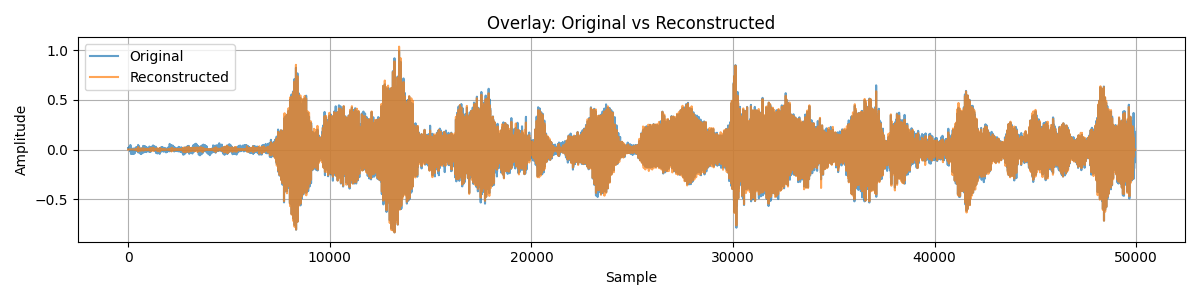 Overlay: Original vs Reconstructed
Original
Reconstructed
Amplitude
1.0
0.5
0.0
−0.5
0
10000
20000
30000
40000
50000
Sample